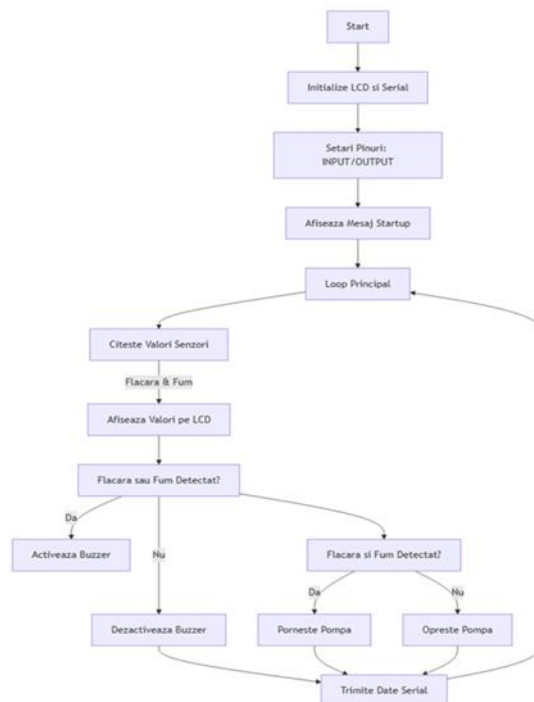 Start
Initialize LCD si Serial
Setari Pinuri:
INPUT/OUTPUT
Afiseaza Mesaj Startup
Loop Principal
Citeste Valori Senzori
Flacara & Fum
Afiseaza Valori pe LCD
Flacara sau Fum Detectat?
Da
Activeaza Buzzer
Nu
Flacara si Fum Detectat?
Da
Nu
Dezactiveaza Buzzer
Porneste Pompa
Opreste Pompa
Trimite Date Serial